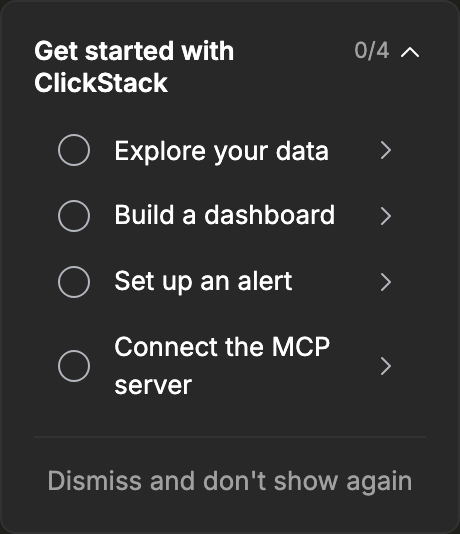 Get started with
ClickStack
0/4
Explore your data
Build a dashboard
Set up an alert
Connect the MCP
server
Dismiss and don't show again